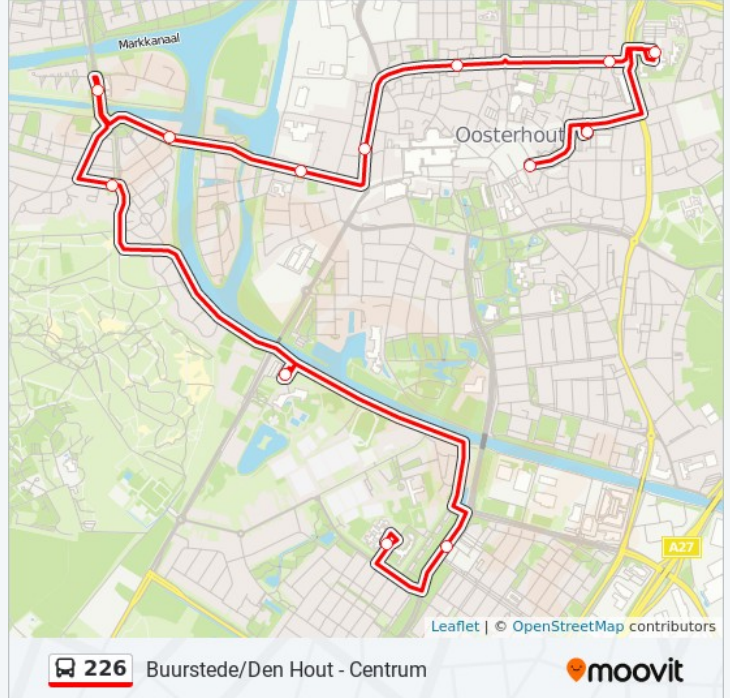 Markkanaal
Oosterhout
A27
Leaflet | © OpenStreetMap contributors
226 Buurstede/Den Hout - Centrum
moovit